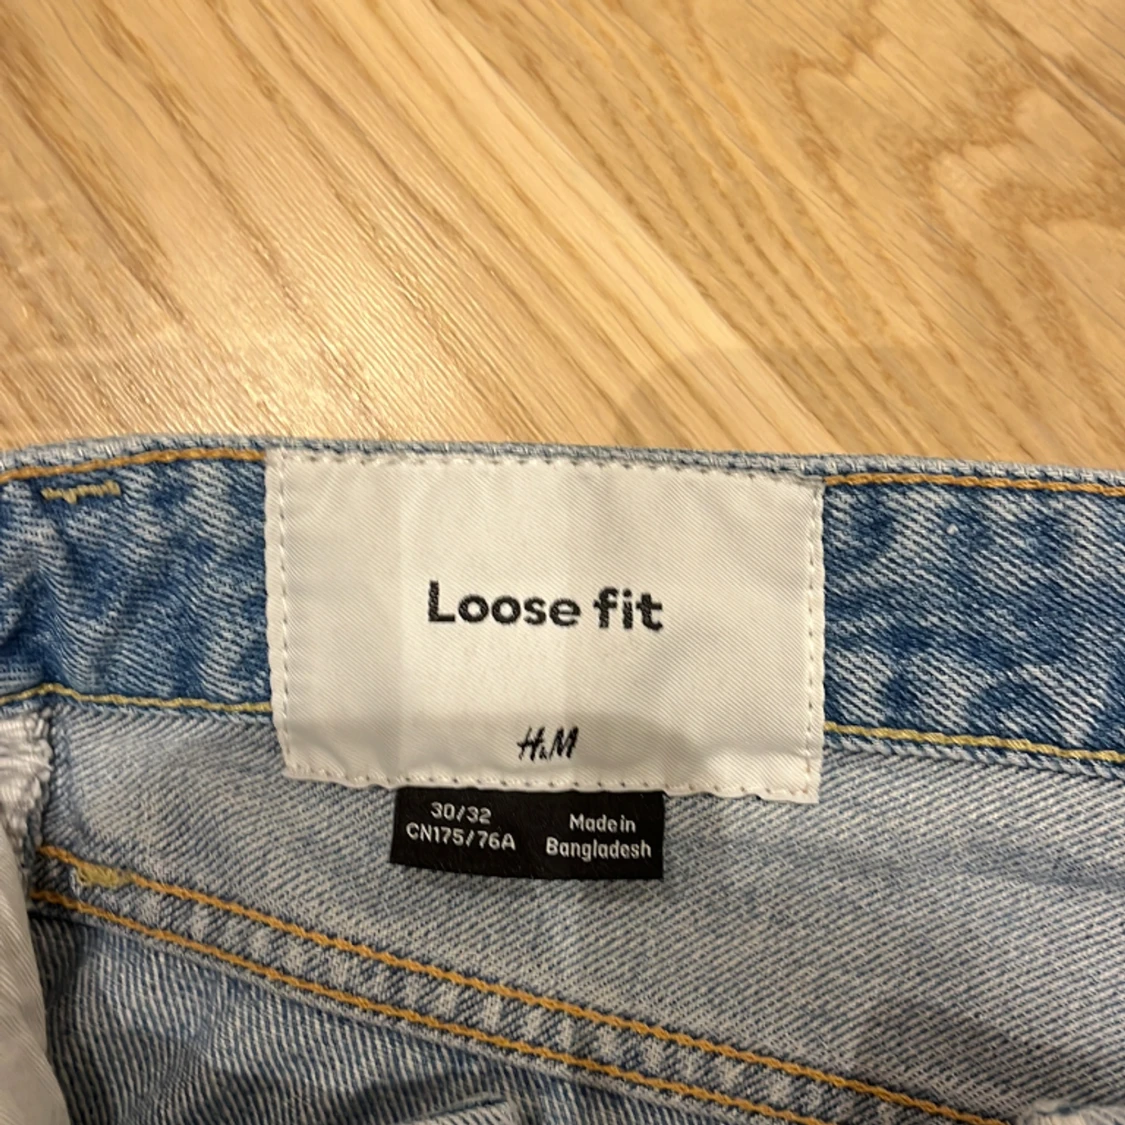 Loose fit
H&M
30/32
CN175/76A
Made in
Bangladesh